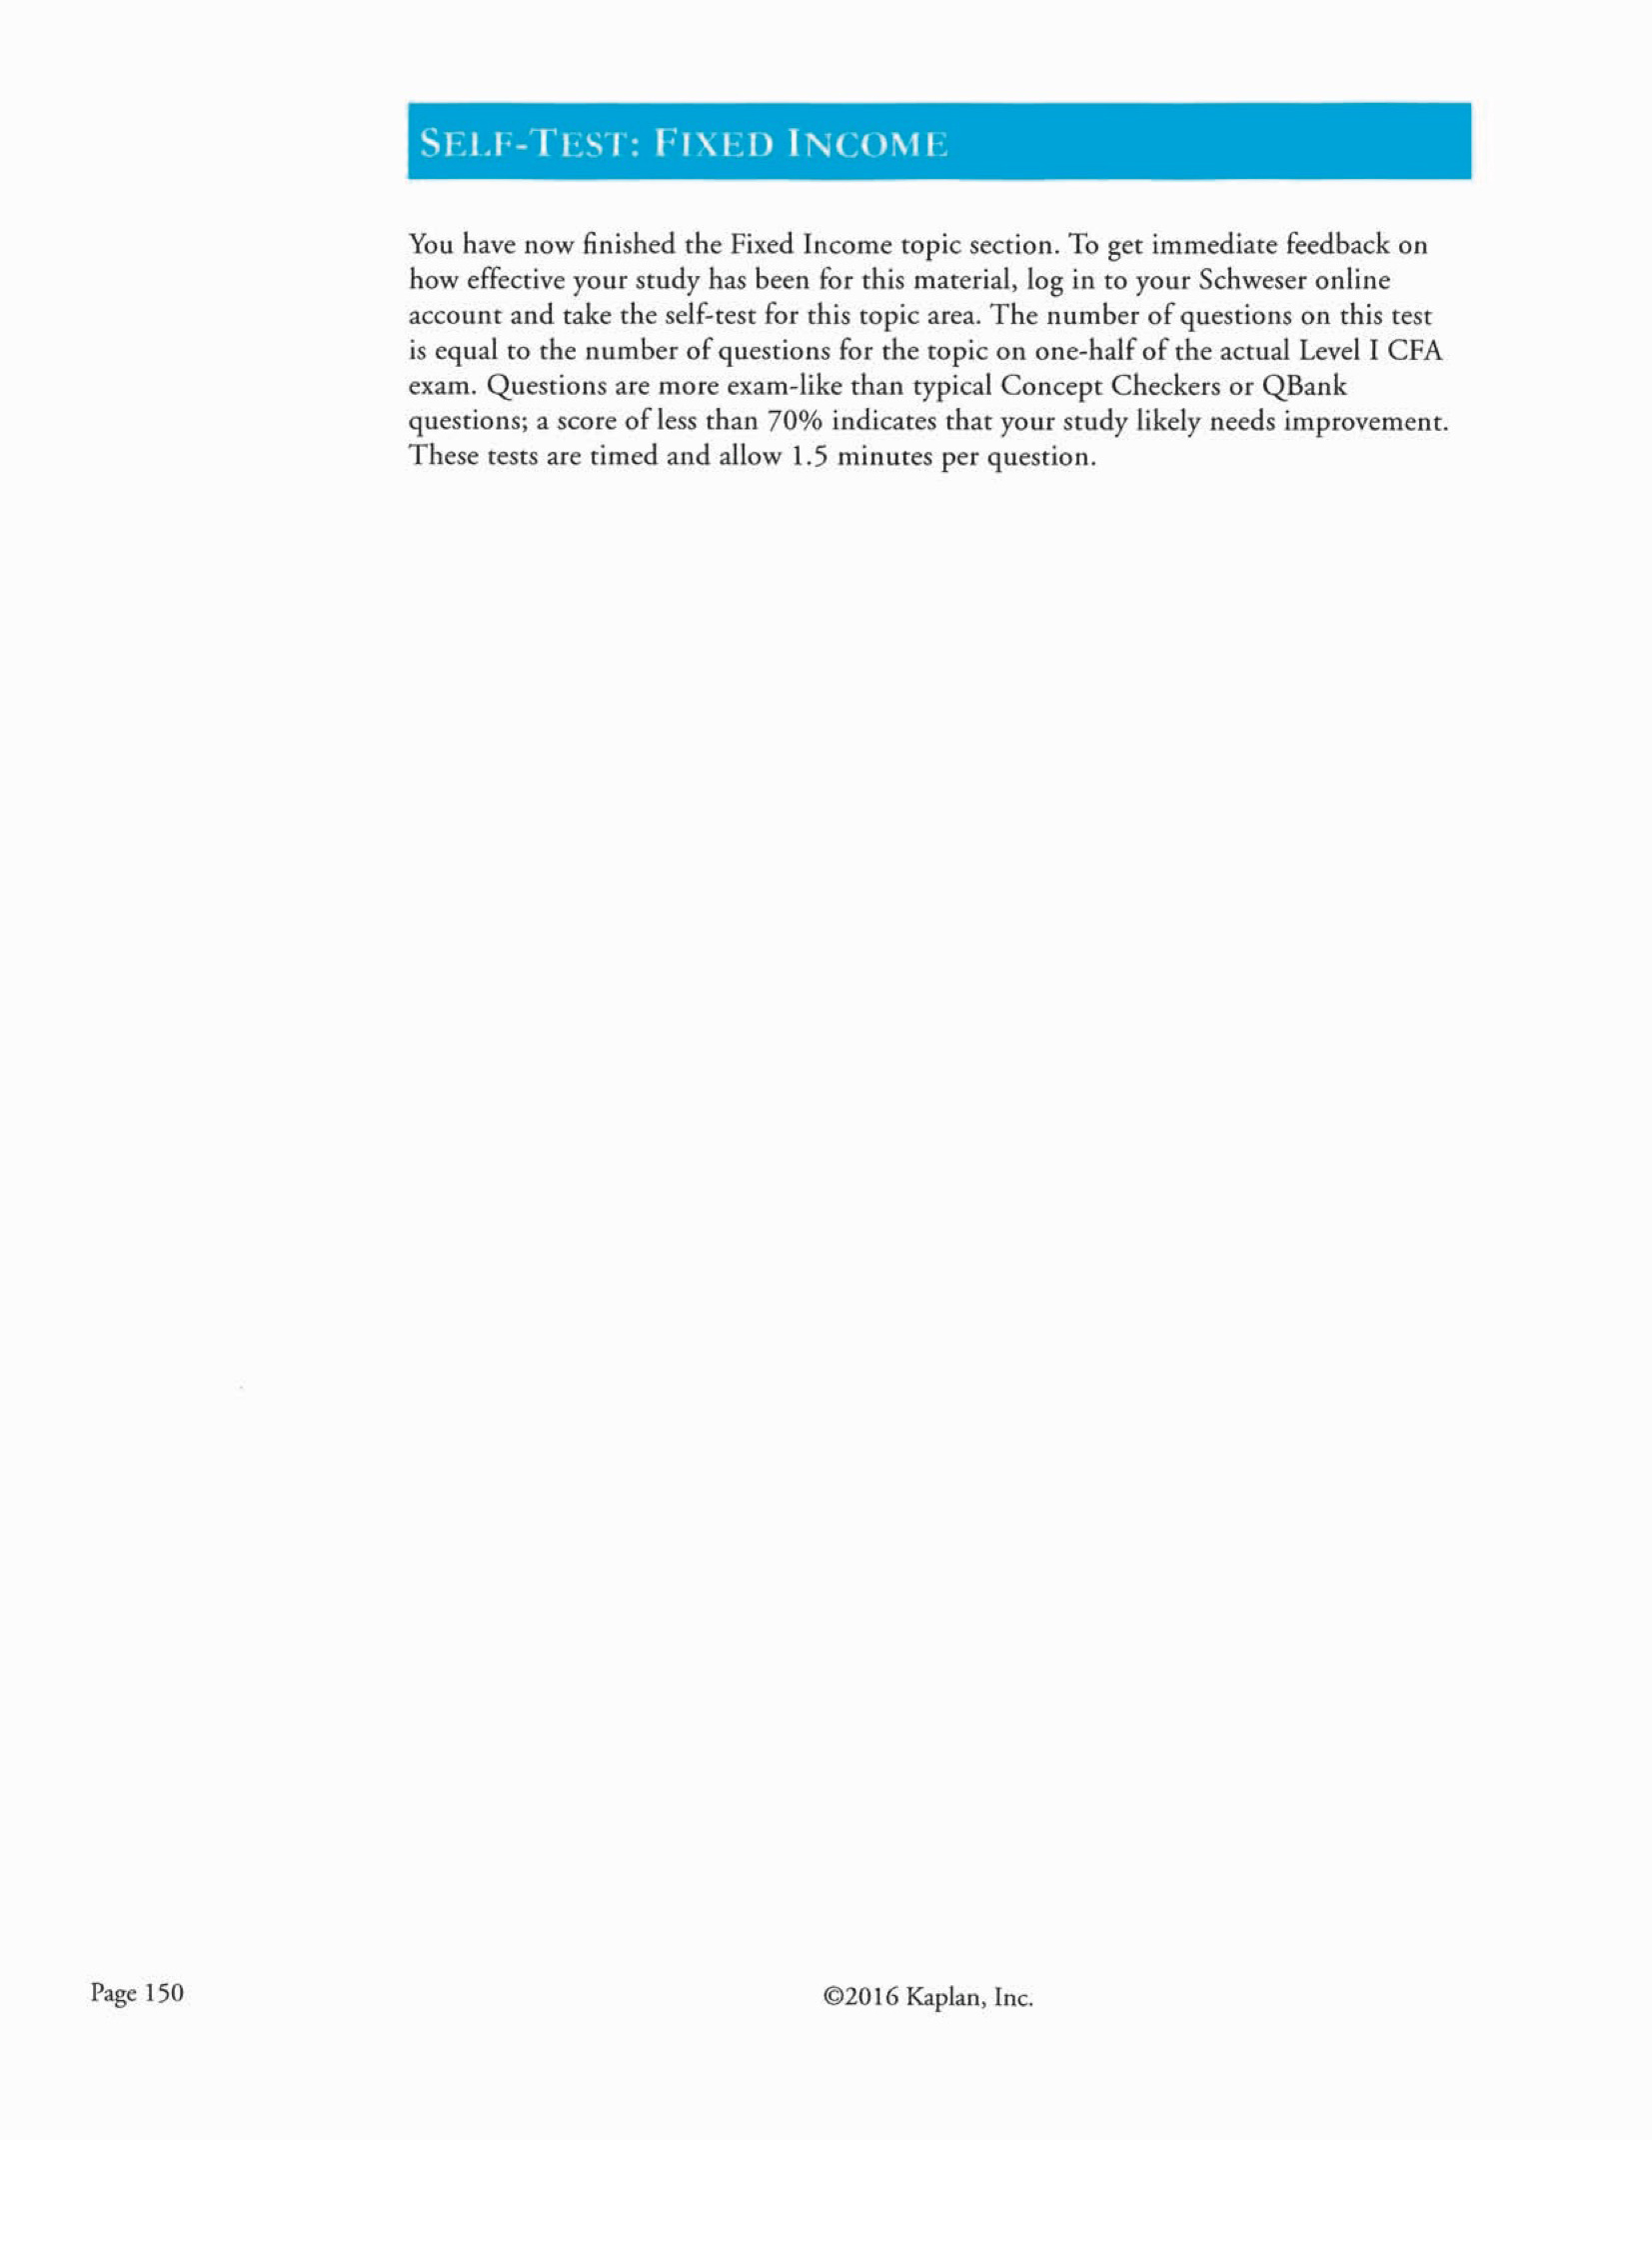 SELF-TEST: FIXED INCOME
You have now finished the Fixed Income topic section. To get immediate feedback on
how effective your study has been for this material, log in to your Schweser online
account and take the self-test for this topic area. The number of questions on this test
is equal to the number of questions for the topic on one-half of the actual Level I CFA
exam. Questions are more exam-like than typical Concept Checkers or QBank
questions; a score of less than 70% indicates that your study likely needs improvement.
These tests are timed and allow 1.5 minutes per question.
Page 150
©2016 Kaplan, Inc.